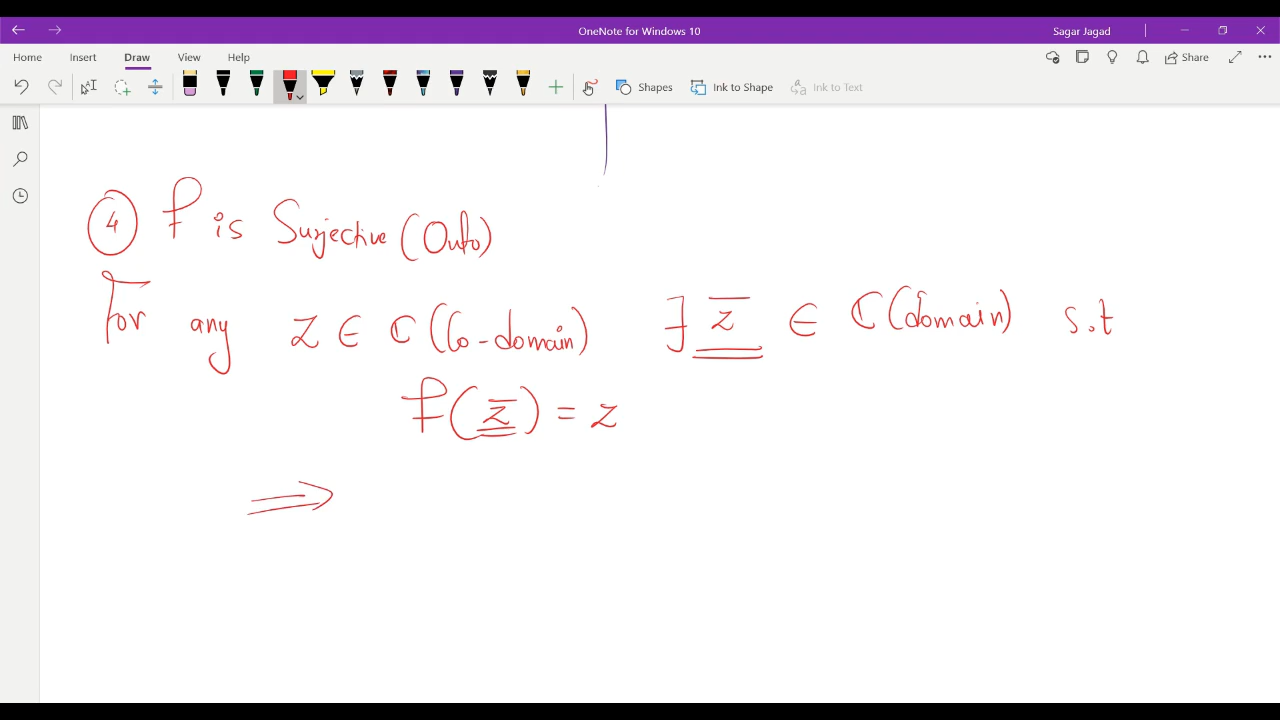 OneNote for Windows 10
Sagar Jagad
Home Insert Draw View Help
Share
Shapes Ink to Shape Ink to Text
④ f is Surjective (Onto)
For any z ∈ ℂ (Co-domain) ∃ z̅ ∈ ℂ (domain) s.t
f(z̅) = z
⇒